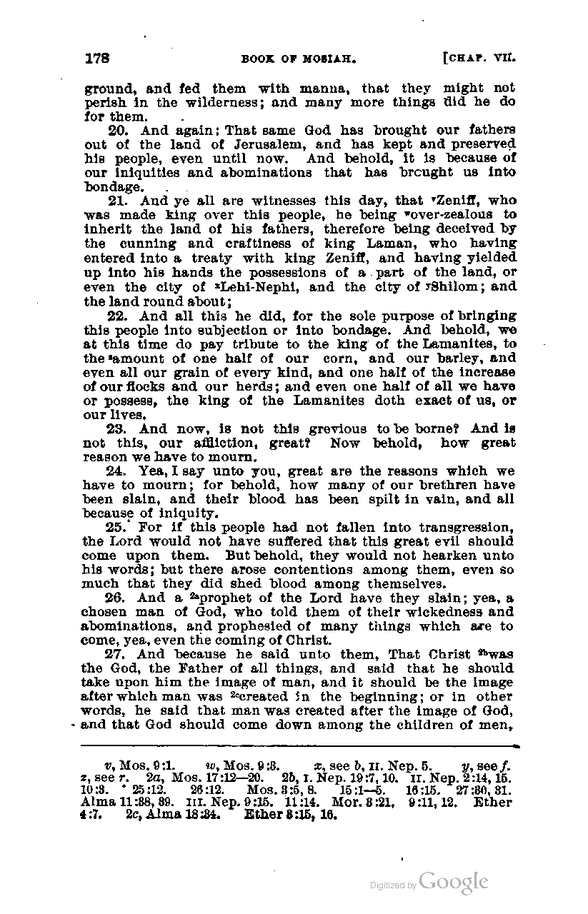 178 BOOK OF MOSIAH. [CHAP. VII.
ground, and fed them with manna, that they might not
perish in the wilderness; and many more things did he do
for them.
20. And again: That same God has brought our fathers
out of the land of Jerusalem, and has kept and preserved
his people, even until now. And behold, it is because of
our iniquities and abominations that has brought us into
bondage.
21. And ye all are witnesses this day, that ᵛZeniff, who
was made king over this people, he being ʷover-zealous to
inherit the land of his fathers, therefore being deceived by
the cunning and craftiness of king Laman, who having
entered into a treaty with king Zeniff, and having yielded
up into his hands the possessions of a part of the land, or
even the city of ˣLehi-Nephi, and the city of ʸShilom; and
the land round about;
22. And all this he did, for the sole purpose of bringing
this people into subjection or into bondage. And behold, we
at this time do pay tribute to the king of the Lamanites, to
the ᶻamount of one half of our corn, and our barley, and
even all our grain of every kind, and one half of the increase
of our flocks and our herds; and even one half of all we have
or possess, the king of the Lamanites doth exact of us, or
our lives.
23. And now, is not this grevious to be borne? And is
not this, our affliction, great? Now behold, how great
reason we have to mourn.
24. Yea, I say unto you, great are the reasons which we
have to mourn; for behold, how many of our brethren have
been slain, and their blood has been spilt in vain, and all
because of iniquity.
25. For if this people had not fallen into transgression,
the Lord would not have suffered that this great evil should
come upon them. But behold, they would not hearken unto
his words; but there arose contentions among them, even so
much that they did shed blood among themselves.
26. And a ²ᵃprophet of the Lord have they slain; yea, a
chosen man of God, who told them of their wickedness and
abominations, and prophesied of many things which are to
come, yea, even the coming of Christ.
27. And because he said unto them, That Christ ²ᵇwas
the God, the Father of all things, and said that he should
take upon him the image of man, and it should be the image
after which man was ²ᶜcreated in the beginning; or in other
words, he said that man was created after the image of God,
and that God should come down among the children of men,
v, Mos. 9:1. w, Mos. 9:3. x, see b, II. Nep. 5. y, see f.
z, see r. 2a, Mos. 17:12—20. 2b, I. Nep. 19:7, 10. II. Nep. 2:14, 15.
10:3. 25:12. 26:12. Mos. 3:5, 8. 15:1—5. 16:15. 27:30, 31.
Alma 11:38, 39. III. Nep. 9:15. 11:14. Mor. 3:21. 9:11, 12. Ether
4:7. 2c, Alma 18:34. Ether 3:15, 16.
Digitized by Google